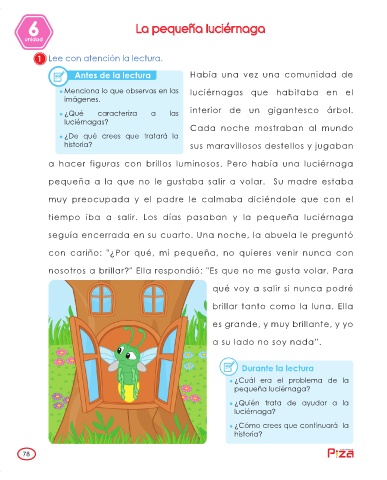 6
unidad
La pequeña luciérnaga
1 Lee con atención la lectura.
Antes de la lectura
• Menciona lo que observas en las
imágenes.
• ¿Qué caracteriza a las
luciérnagas?
• ¿De qué crees que tratará la
historia?
Había una vez una comunidad de
luciérnagas que habitaba en el
interior de un gigantesco árbol.
Cada noche mostraban al mundo
sus maravillosos destellos y jugaban
a hacer figuras con brillos luminosos. Pero había una luciérnaga
pequeña a la que no le gustaba salir a volar. Su madre estaba
muy preocupada y el padre le calmaba diciéndole que con el
tiempo iba a salir. Los días pasaban y la pequeña luciérnaga
seguía encerrada en su cuarto. Una noche, la abuela le preguntó
con cariño: "¿Por qué, mi pequeña, no quieres venir nunca con
nosotros a brillar?" Ella respondió: "Es que no me gusta volar. Para
qué voy a salir si nunca podré
brillar tanto como la luna. Ella
es grande, y muy brillante, y yo
a su lado no soy nada".
Durante la lectura
• ¿Cuál era el problema de la
pequeña luciérnaga?
• ¿Quién trata de ayudar a la
luciérnaga?
• ¿Cómo crees que continuará la
historia?
78
Piza